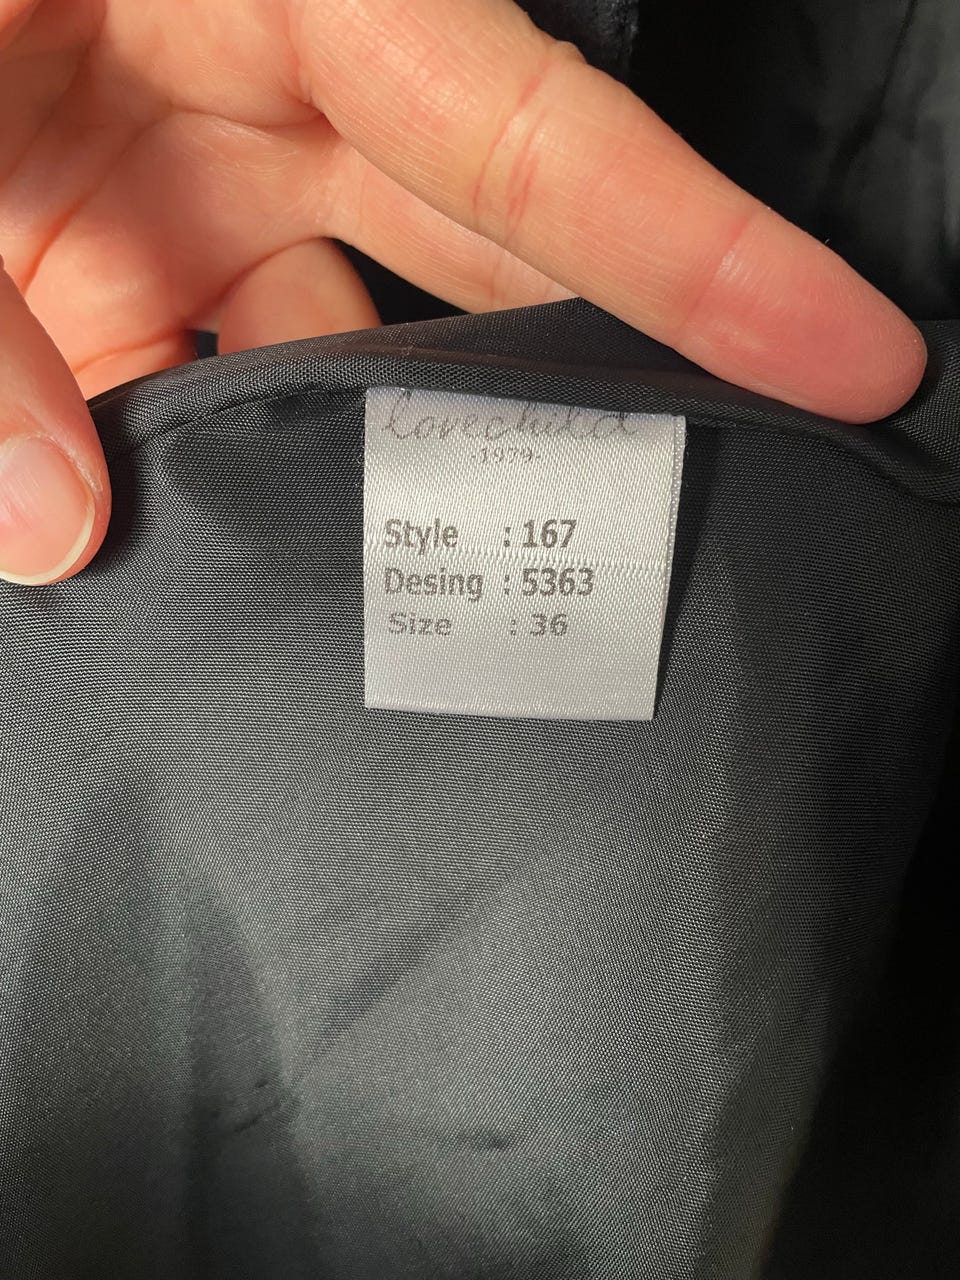 Lovechild
-1979-
Style : 167
Desing : 5363
Size : 36